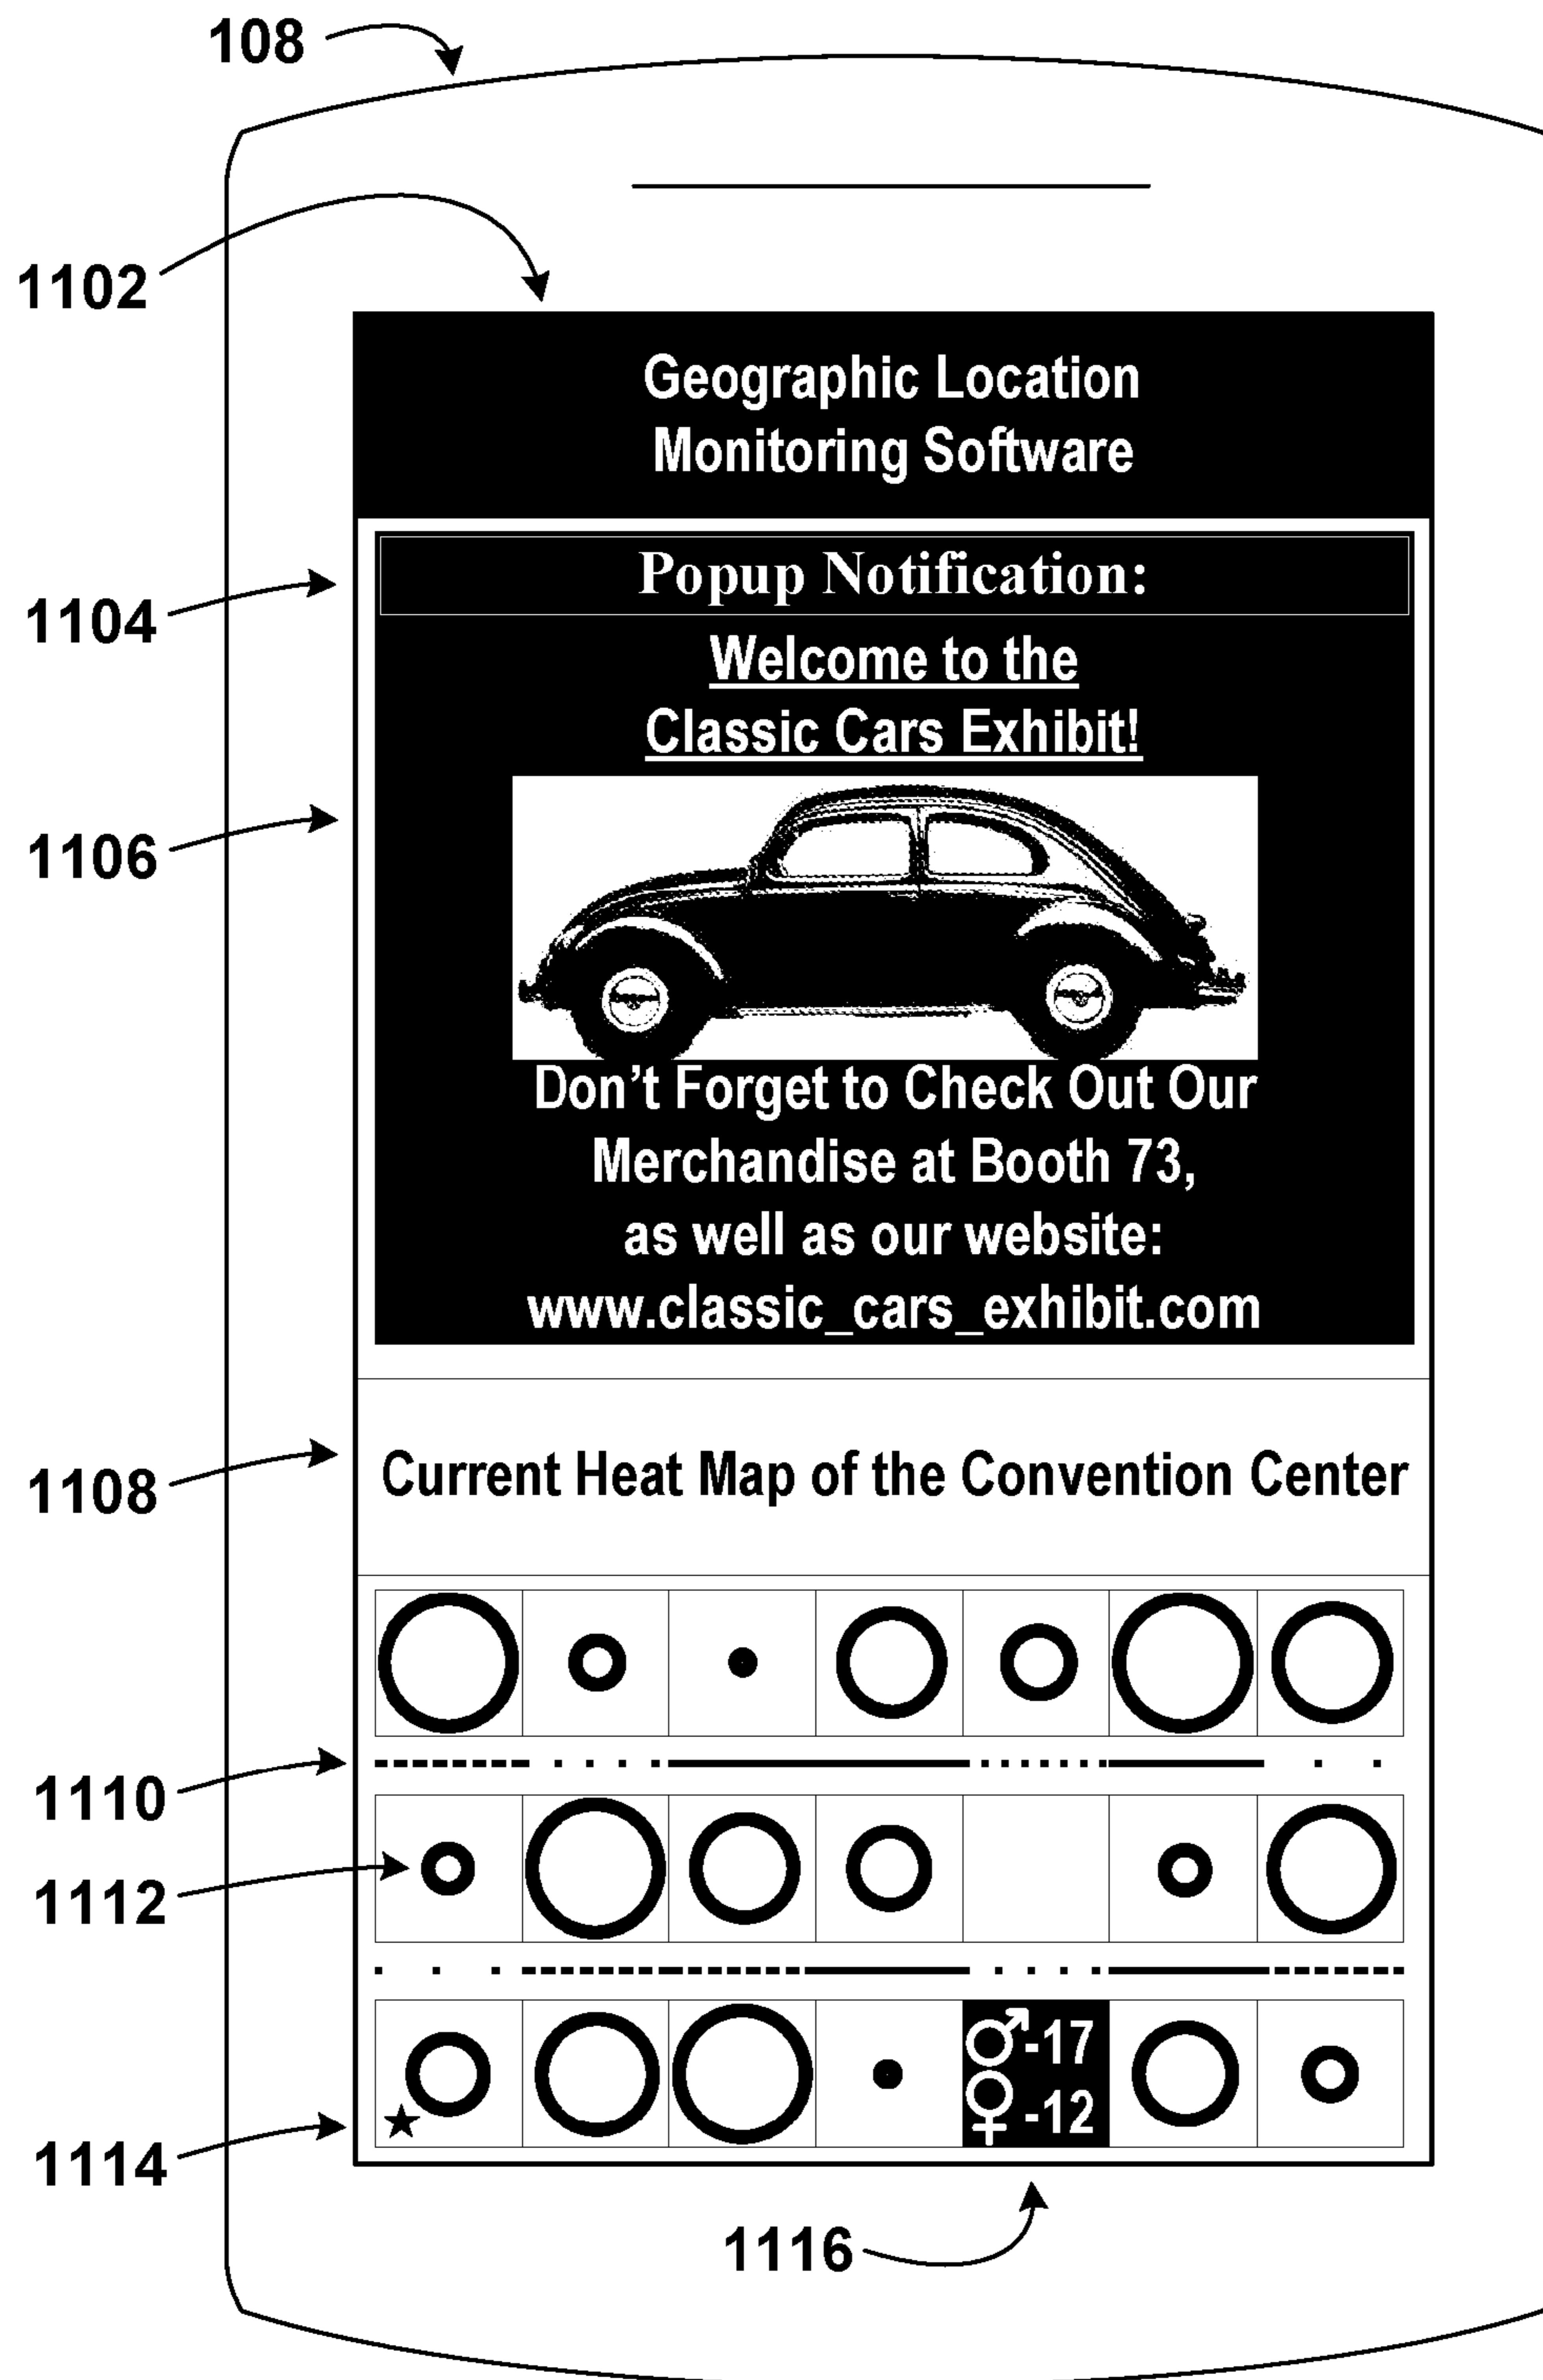 108
1102
Geographic Location
Monitoring Software
1104
Popup Notification:
Welcome to the
Classic Cars Exhibit!
1106
Don't Forget to Check Out Our
Merchandise at Booth 73,
as well as our website:
www.classic_cars_exhibit.com
1108
Current Heat Map of the Convention Center
1110
1112
♂-17
♀-12
1114
1116